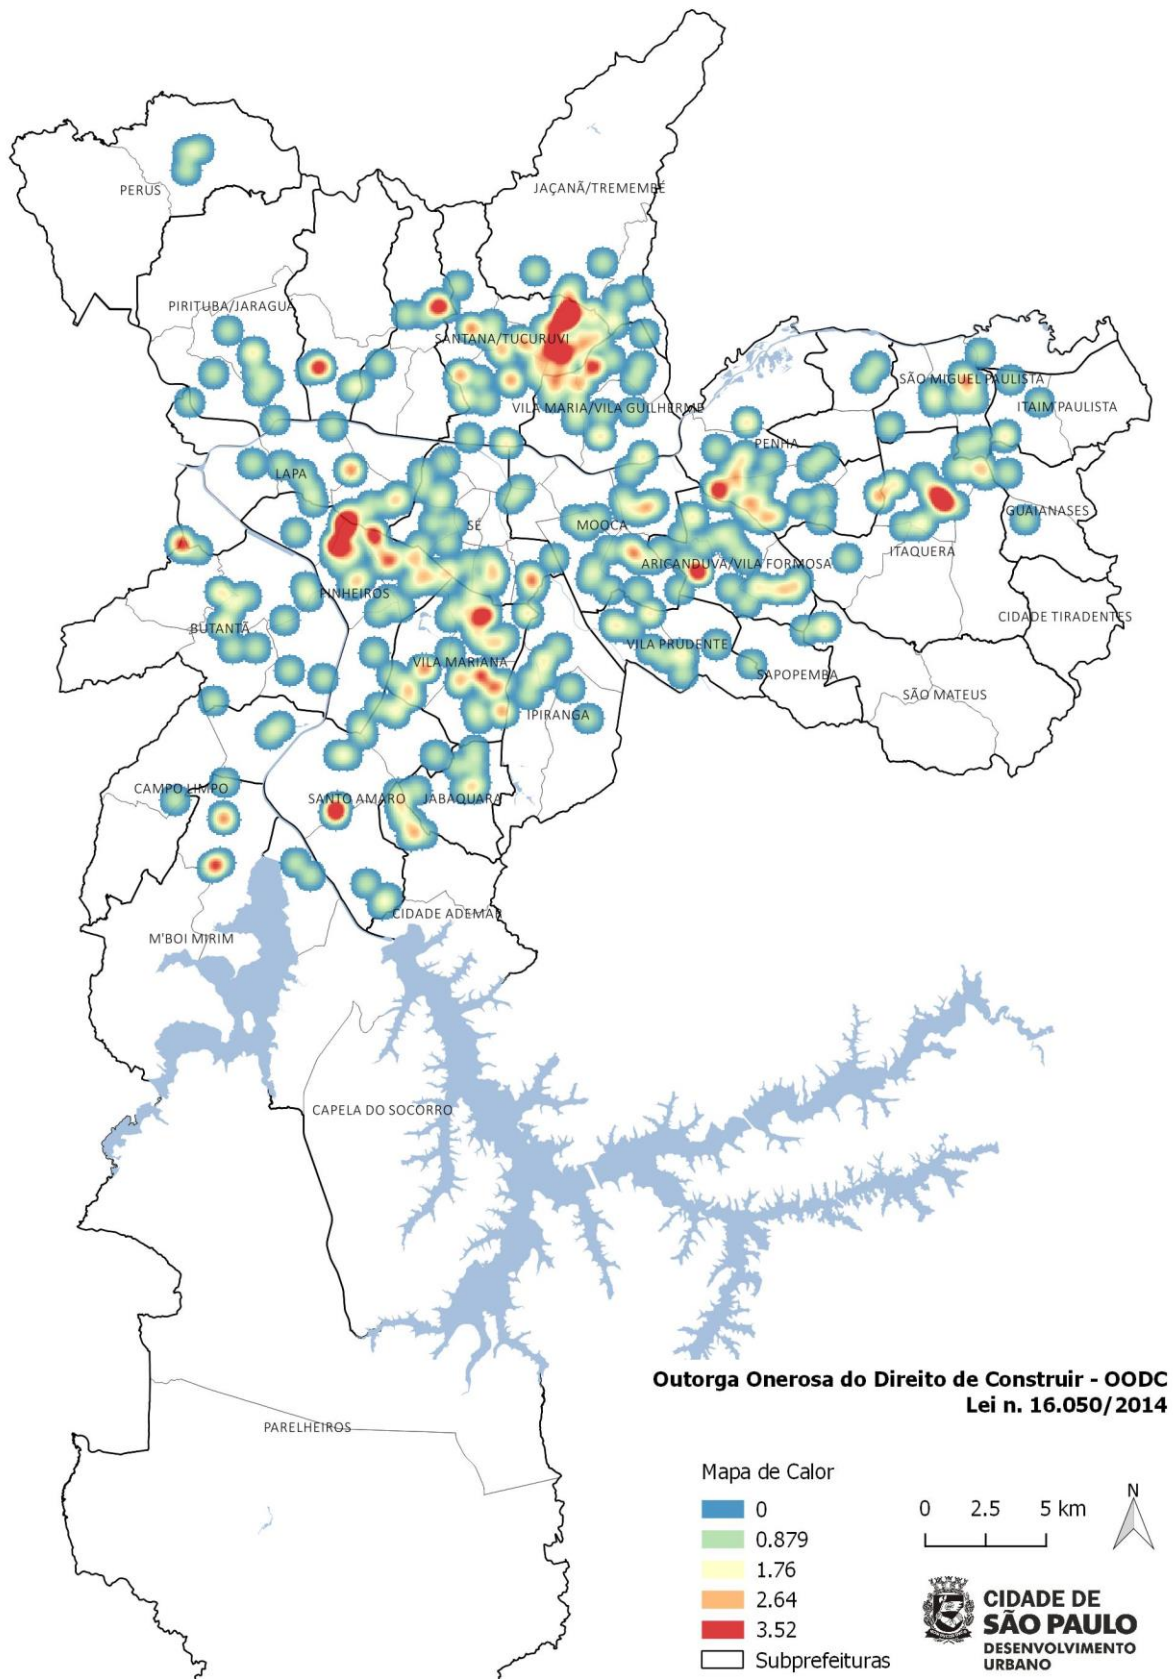 PERUS
JAÇANÃ/TREMEMBÉ
PIRITUBA/JARAGUÁ
SANTANA/TUCURUVI
SÃO MIGUEL PAULISTA
ITAIM PAULISTA
VILA MARIA/VILA GUILHERME
PENHA
LAPA
SÉ
MOOCA
GUAIANASES
ITAQUERA
ARICANDUVA/VILA FORMOSA
PINHEIROS
CIDADE TIRADENTES
BUTANTÃ
VILA PRUDENTE
VILA MARIANA
SAPOPEMBA
SÃO MATEUS
IPIRANGA
CAMPO LIMPO
SANTO AMARO
JABAQUARA
CIDADE ADEMAR
M'BOI MIRIM
CAPELA DO SOCORRO
PARELHEIROS
Outorga Onerosa do Direito de Construir - OODC
Lei n. 16.050/2014
Mapa de Calor
0
0.879
1.76
2.64
3.52
Subprefeituras
0 2.5 5 km
N
CIDADE DE
SÃO PAULO
DESENVOLVIMENTO
URBANO